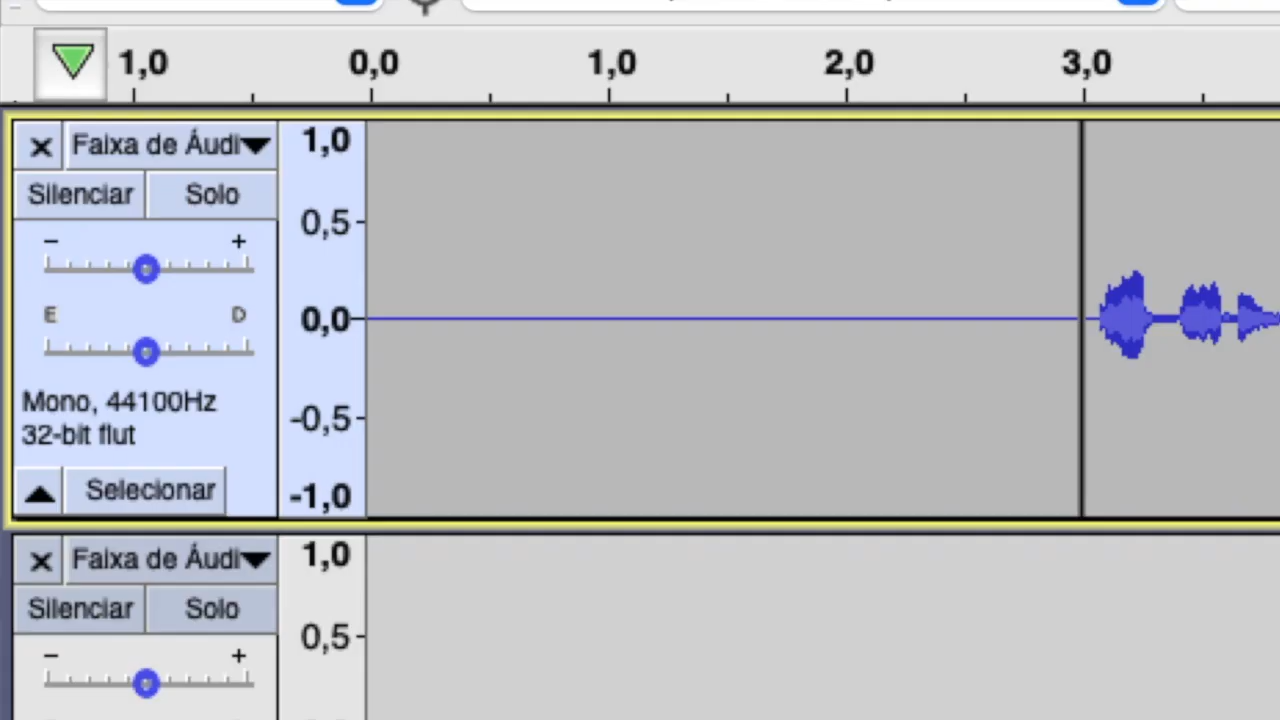 1,0 0,0 1,0 2,0 3,0
× Faixa de Áudi 1,0
Silenciar Solo
0,5
- +
E D
0,0
Mono, 44100Hz
-0,5
32-bit flut
Selecionar
-1,0
× Faixa de Áudi 1,0
Silenciar Solo
0,5
- +